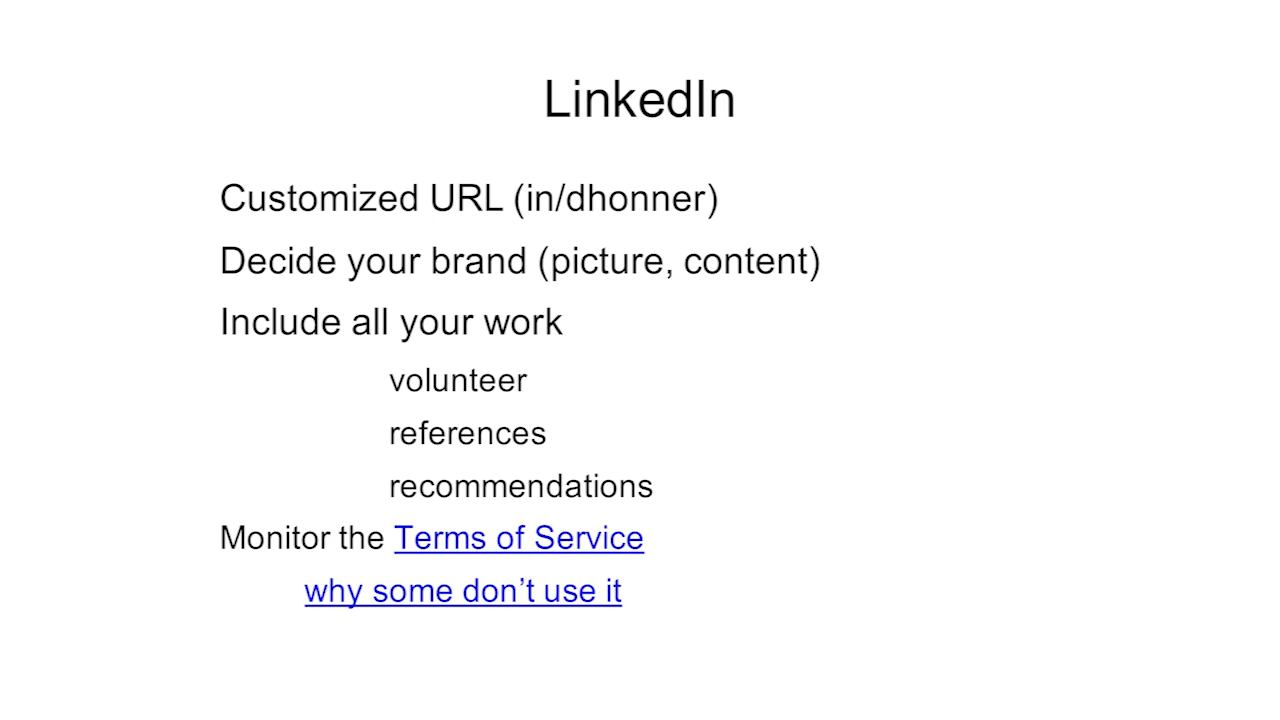 LinkedIn
Customized URL (in/dhonner)
Decide your brand (picture, content)
Include all your work
volunteer
references
recommendations
Monitor the Terms of Service
why some don’t use it